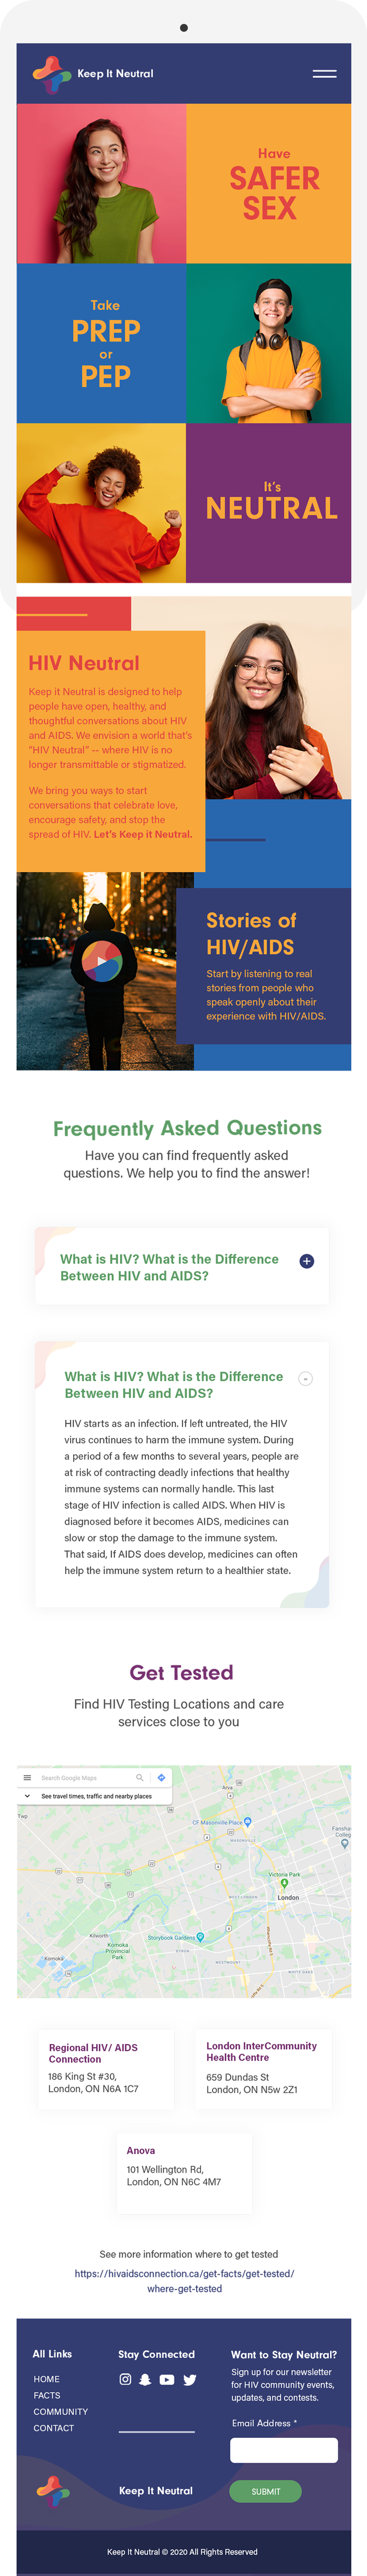 Keep It Neutral
Have
SAFER
SEX
Take
PREP
or
PEP
It's
NEUTRAL
HIV Neutral
Keep it Neutral is designed to help
people have open, healthy, and
thoughtful conversations about HIV
and AIDS. We envision a world that's
"HIV Neutral" -- where HIV is no
longer transmittable or stigmatized.
We bring you ways to start
conversations that celebrate love,
encourage safety, and stop the
spread of HIV. Let's Keep it Neutral.
Stories of
HIV/AIDS
Start by listening to real
stories from people who
speak openly about their
experience with HIV/AIDS.
Frequently Asked Questions
Have you can find frequently asked
questions. We help you to find the answer!
What is HIV? What is the Difference
Between HIV and AIDS?
What is HIV? What is the Difference
Between HIV and AIDS?
HIV starts as an infection. If left untreated, the HIV
virus continues to harm the immune system. During
a period of a few months to several years, people are
at risk of contracting deadly infections that healthy
immune systems can normally handle. This last
stage of HIV infection is called AIDS. When HIV is
diagnosed before it becomes AIDS, medicines can
slow or stop the damage to the immune system.
That said, If AIDS does develop, medicines can often
help the immune system return to a healthier state.
Get Tested
Find HIV Testing Locations and care
services close to you
Search Google Maps
See travel times, traffic and nearby places
Arva
CF Masonville Place
MASONVILLE
Fansha
Colleg
Victoria Park
London
Storybook Gardens
BYRON
WESTMOUNT
WHITE OAKS
Kilworth
Komoka
Komoka
Provincial
Park
Regional HIV/ AIDS
Connection
186 King St #30,
London, ON N6A 1C7
London InterCommunity
Health Centre
659 Dundas St
London, ON N5w 2Z1
Anova
101 Wellington Rd,
London, ON N6C 4M7
See more information where to get tested
https://hivaidsconnection.ca/get-facts/get-tested/
where-get-tested
All Links
HOME
FACTS
COMMUNITY
CONTACT
Stay Connected
Keep It Neutral
Want to Stay Neutral?
Sign up for our newsletter
for HIV community events,
updates, and contests.
Email Address *
SUBMIT
Keep It Neutral © 2020 All Rights Reserved